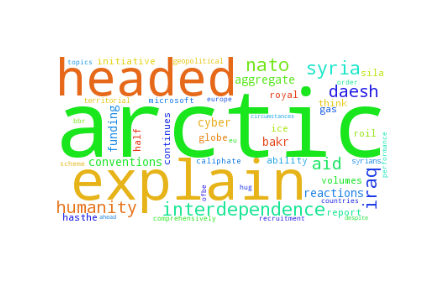 topics initiative geopolitical
headed nato syria sila
aggregate daesh
territorial microsoft europe royal order think gas
arctic
funding half continues cyber globe ice bakr roil
conventions caliphate ability aid syrians performance
explain
scheme circumstances eu volumes iraq
humanity ofbe hug reactions
interdependence countries report
hasthe ahead comprehensively recruitment despite